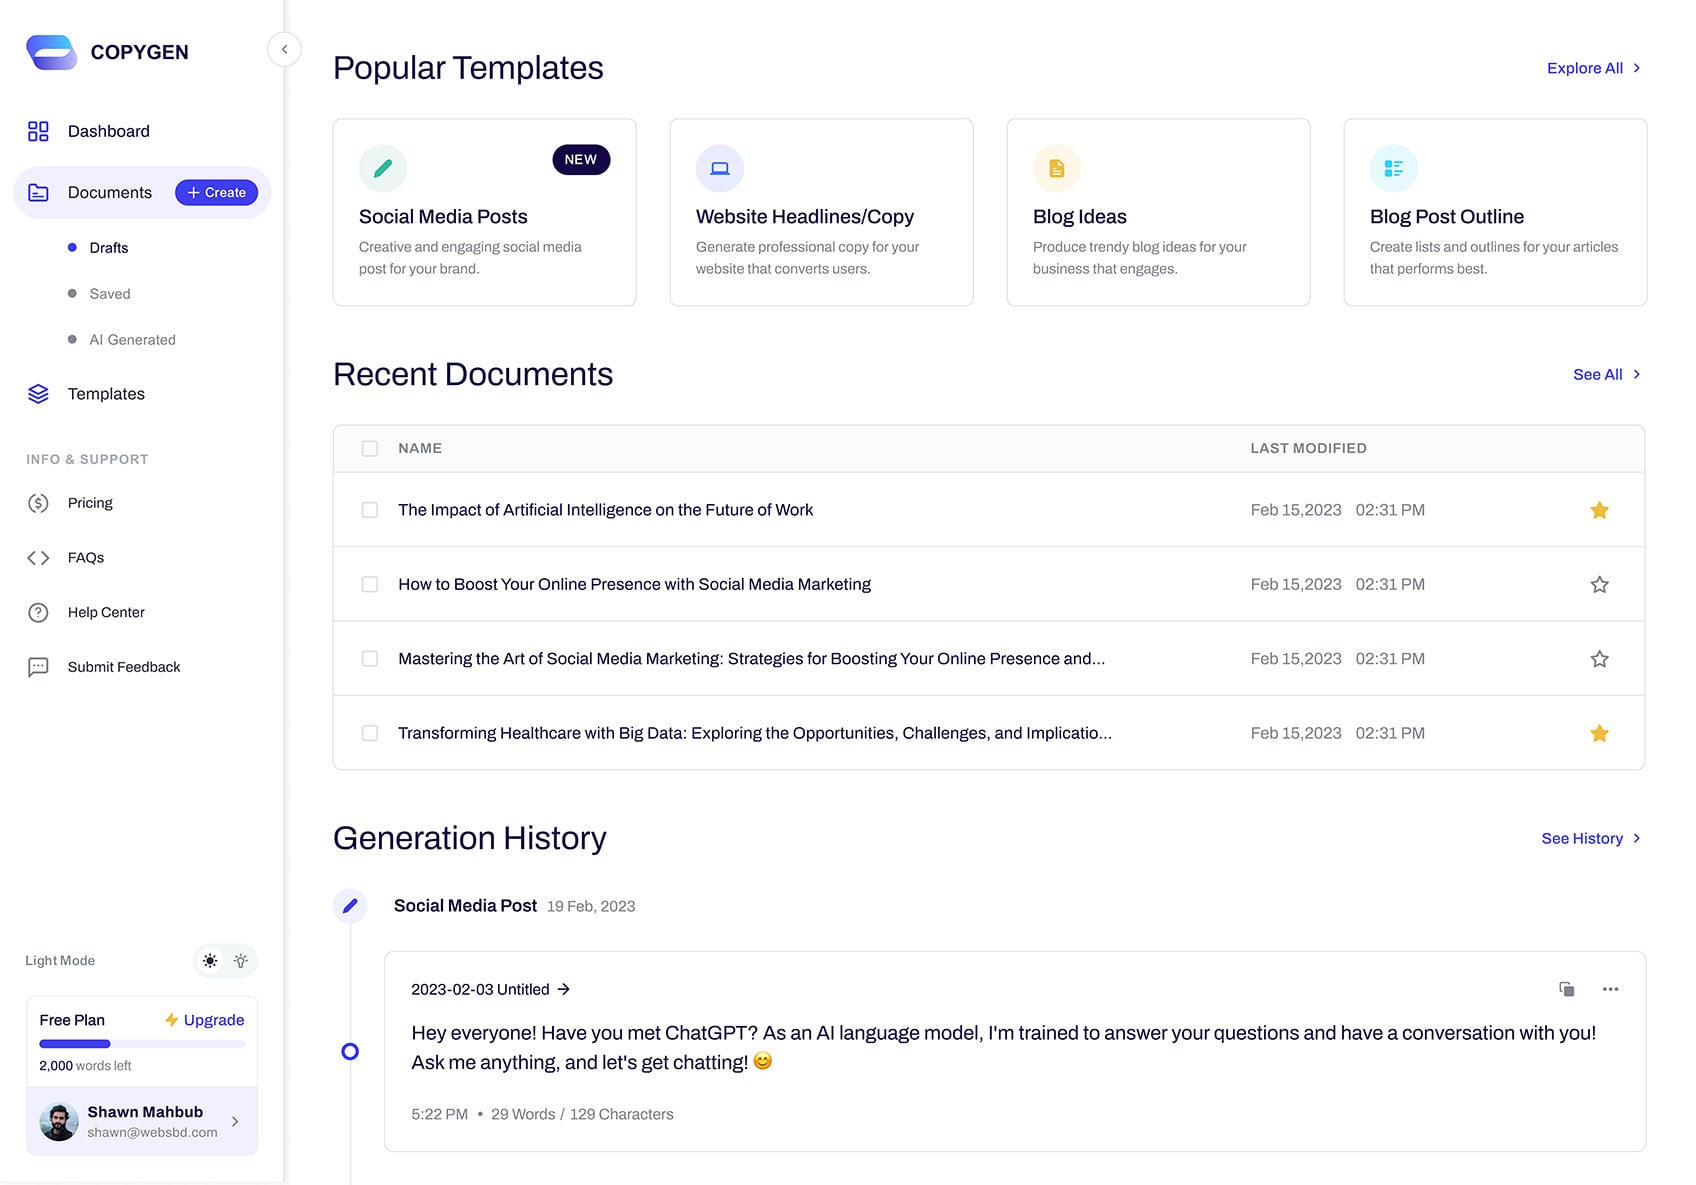 COPYGEN
Dashboard
Documents
+ Create
Drafts
Saved
AI Generated
Templates
INFO & SUPPORT
Pricing
FAQs
Help Center
Submit Feedback
Light Mode
Free Plan
Upgrade
2,000 words left
Shawn Mahbub
shawn@websbd.com
Popular Templates
Explore All
NEW
Social Media Posts
Creative and engaging social media
post for your brand.
Website Headlines/Copy
Generate professional copy for your
website that converts users.
Blog Ideas
Produce trendy blog ideas for your
business that engages.
Blog Post Outline
Create lists and outlines for your articles
that performs best.
Recent Documents
See All
NAME LAST MODIFIED
The Impact of Artificial Intelligence on the Future of Work Feb 15,2023 02:31 PM
How to Boost Your Online Presence with Social Media Marketing Feb 15,2023 02:31 PM
Mastering the Art of Social Media Marketing: Strategies for Boosting Your Online Presence and... Feb 15,2023 02:31 PM
Transforming Healthcare with Big Data: Exploring the Opportunities, Challenges, and Implicatio... Feb 15,2023 02:31 PM
Generation History
See History
Social Media Post 19 Feb, 2023
2023-02-03 Untitled →
Hey everyone! Have you met ChatGPT? As an AI language model, I'm trained to answer your questions and have a conversation with you!
Ask me anything, and let's get chatting! 😊
5:22 PM • 29 Words / 129 Characters